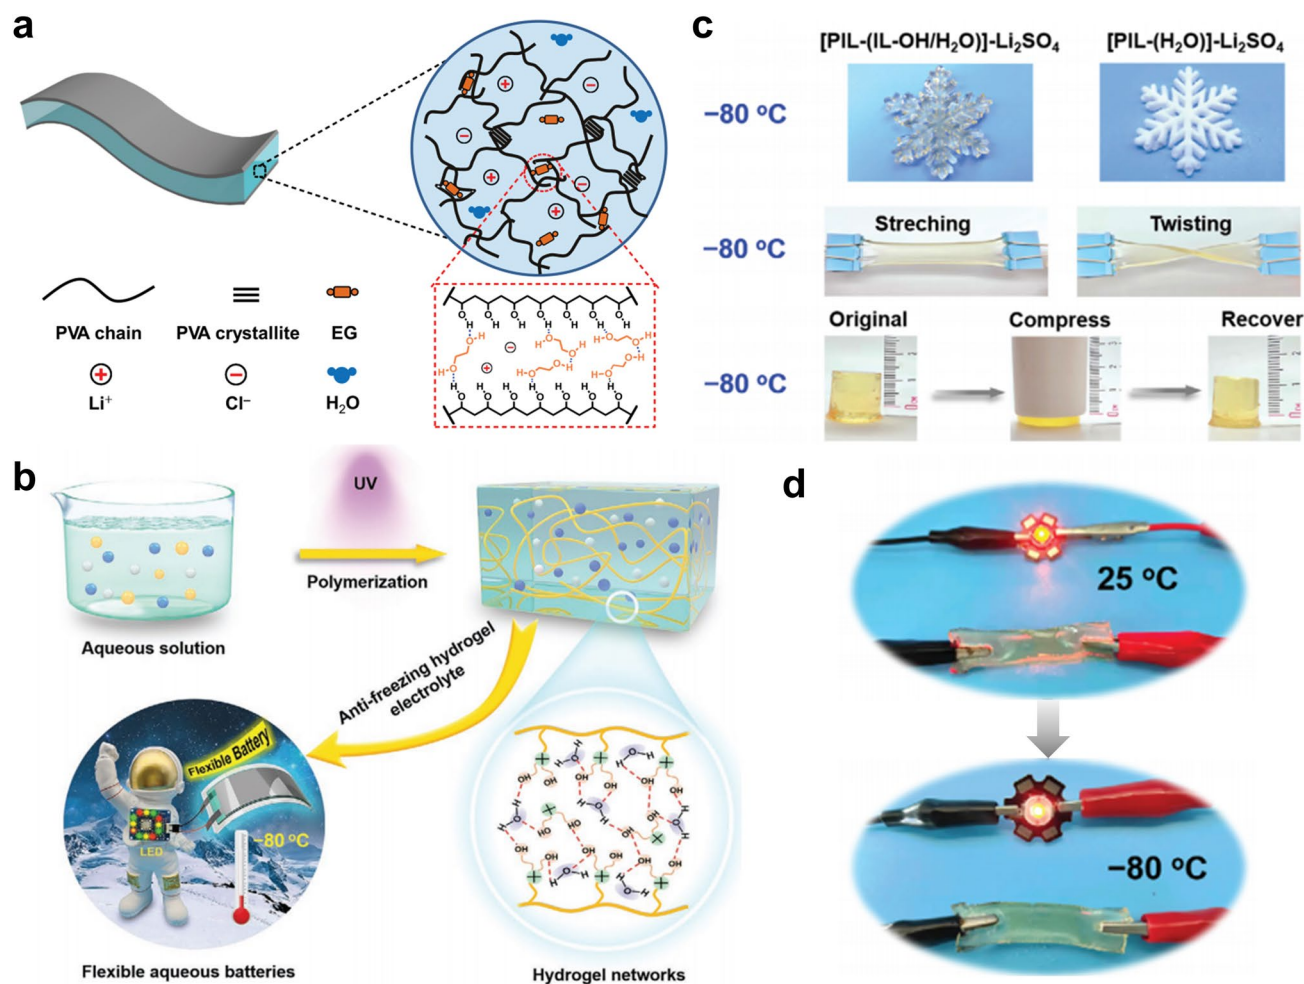 a
PVA chain
PVA crystallite
EG
Li⁺
Cl⁻
H₂O
H H H H H H
O O O O O O
H
O
O
H
H
O
O
H
H
O
O
H
H
O
O
H
H
O
O
H
H H H H H H
O O O O O O
b
UV
Polymerization
Aqueous solution
Anti-freezing hydrogel
electrolyte
Flexible Battery
LED
−80 °C
Flexible aqueous batteries
OH
HO
H
O
Hydrogel networks
c
[PIL-(IL-OH/H₂O)]-Li₂SO₄
[PIL-(H₂O)]-Li₂SO₄
−80 °C
−80 °C
Streching
Twisting
−80 °C
Original
Compress
Recover
d
25 °C
−80 °C